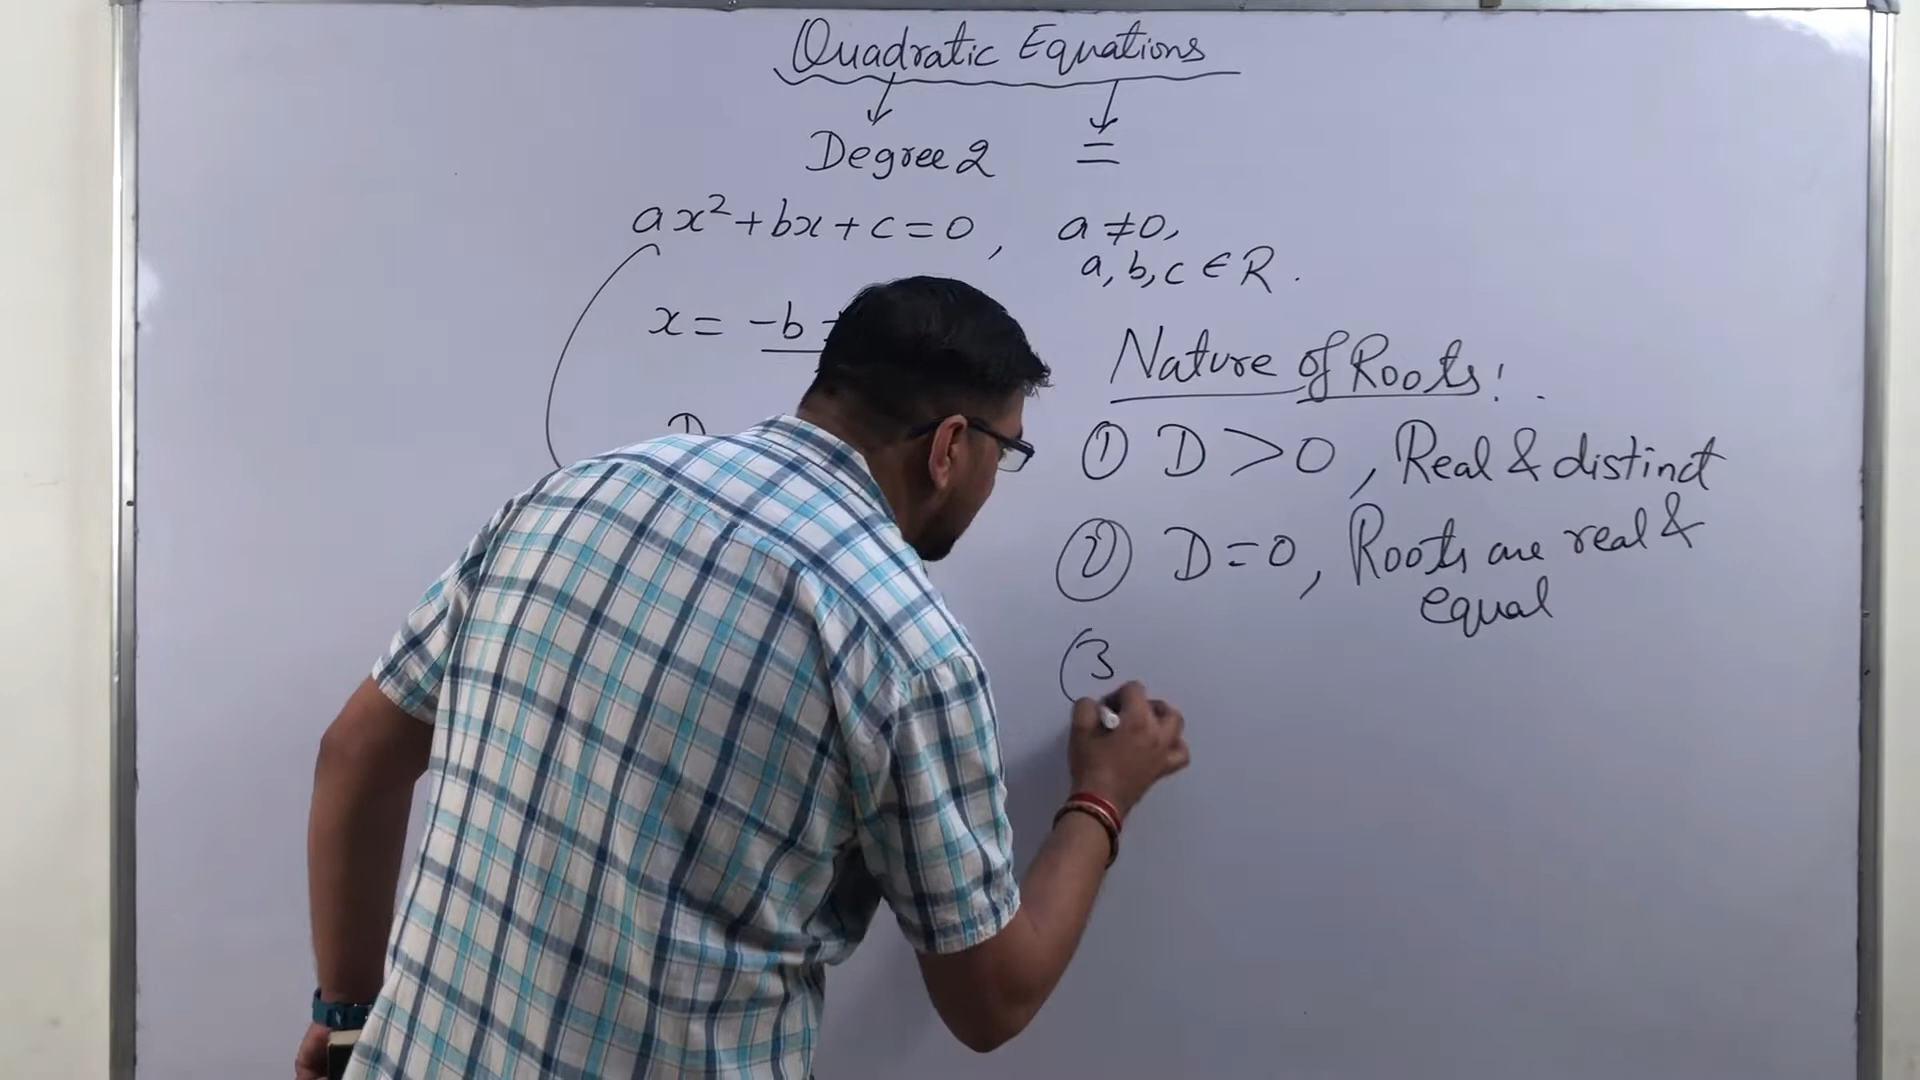 Quadratic Equations
Degree 2 =
ax²+bx+c=0, a≠0,
a, b, c ∈ R.
x = -b
D
Nature of Roots:
① D > 0, Real & distinct
② D = 0, Roots are real &
equal
3